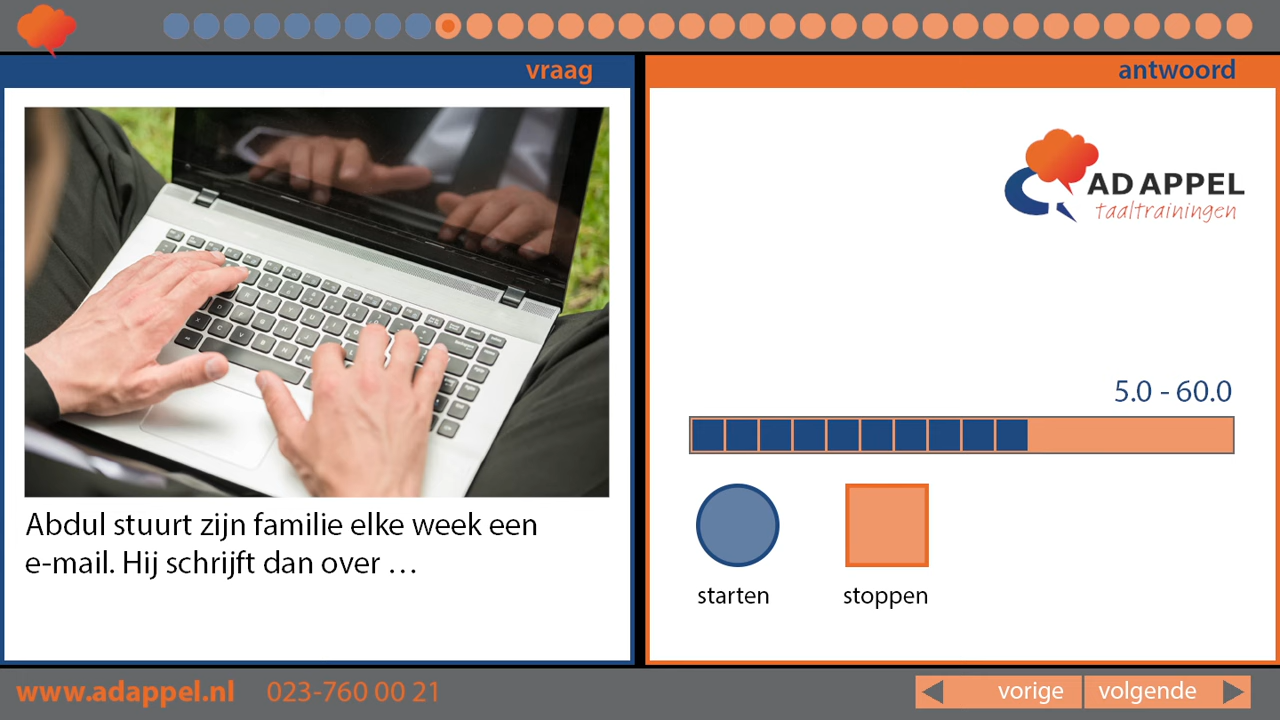 vraag
Abdul stuurt zijn familie elke week een
e-mail. Hij schrijft dan over …
antwoord
AD APPEL
taaltrainingen
5.0 - 60.0
starten
stoppen
www.adappel.nl
023-760 00 21
vorige
volgende